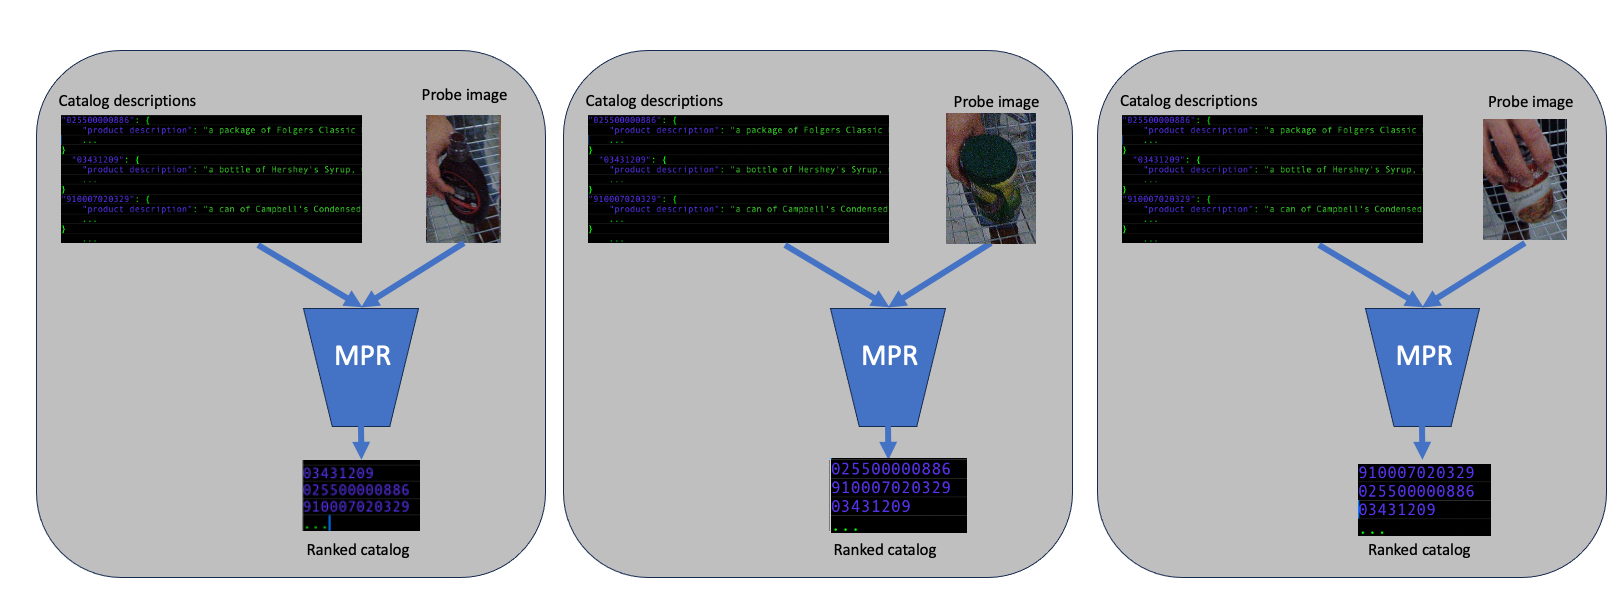 Catalog descriptions
Probe image
"025500000886": {
"product description": "a package of Folgers Classic
...
}
"03431209": {
"product description": "a bottle of Hershey's Syrup,
...
}
"910007020329": {
"product description": "a can of Campbell's Condensed
...
}
...
MPR
03431209
025500000886
910007020329
...
Ranked catalog
Catalog descriptions
Probe image
"025500000886": {
"product description": "a package of Folgers Classic
...
}
"03431209": {
"product description": "a bottle of Hershey's Syrup,
...
}
"910007020329": {
"product description": "a can of Campbell's Condensed
...
}
...
MPR
025500000886
910007020329
03431209
...
Ranked catalog
Catalog descriptions
Probe image
"025500000886": {
"product description": "a package of Folgers Classic
...
}
"03431209": {
"product description": "a bottle of Hershey's Syrup,
...
}
"910007020329": {
"product description": "a can of Campbell's Condensed
...
}
...
MPR
910007020329
025500000886
03431209
...
Ranked catalog